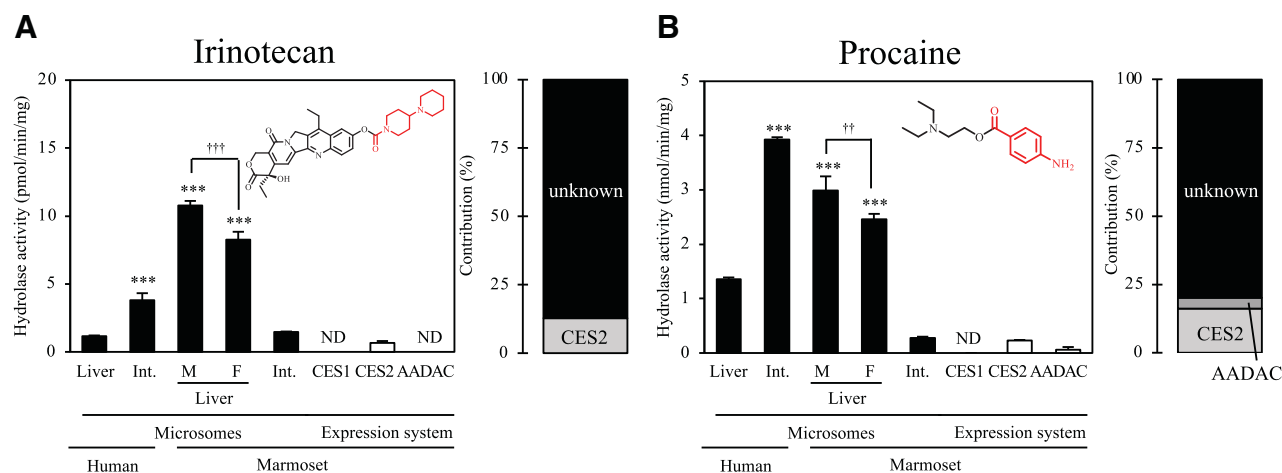 A
Irinotecan
Hydrolase activity (pmol/min/mg)
20
15
10
5
0
***
***
***
†††
ND
ND
O
N
O
O
O
OH
N
O
O
N
N
Liver Int. M F Int. CES1 CES2 AADAC
Liver
Microsomes Expression system
Human Marmoset
Contribution (%)
100
75
50
25
0
unknown
CES2
B
Procaine
Hydrolase activity (nmol/min/mg)
5
4
3
2
1
0
***
***
***
††
ND
N
O
O
NH2
Liver Int. M F Int. CES1 CES2 AADAC
Liver
Microsomes Expression system
Human Marmoset
Contribution (%)
100
75
50
25
0
unknown
CES2
AADAC